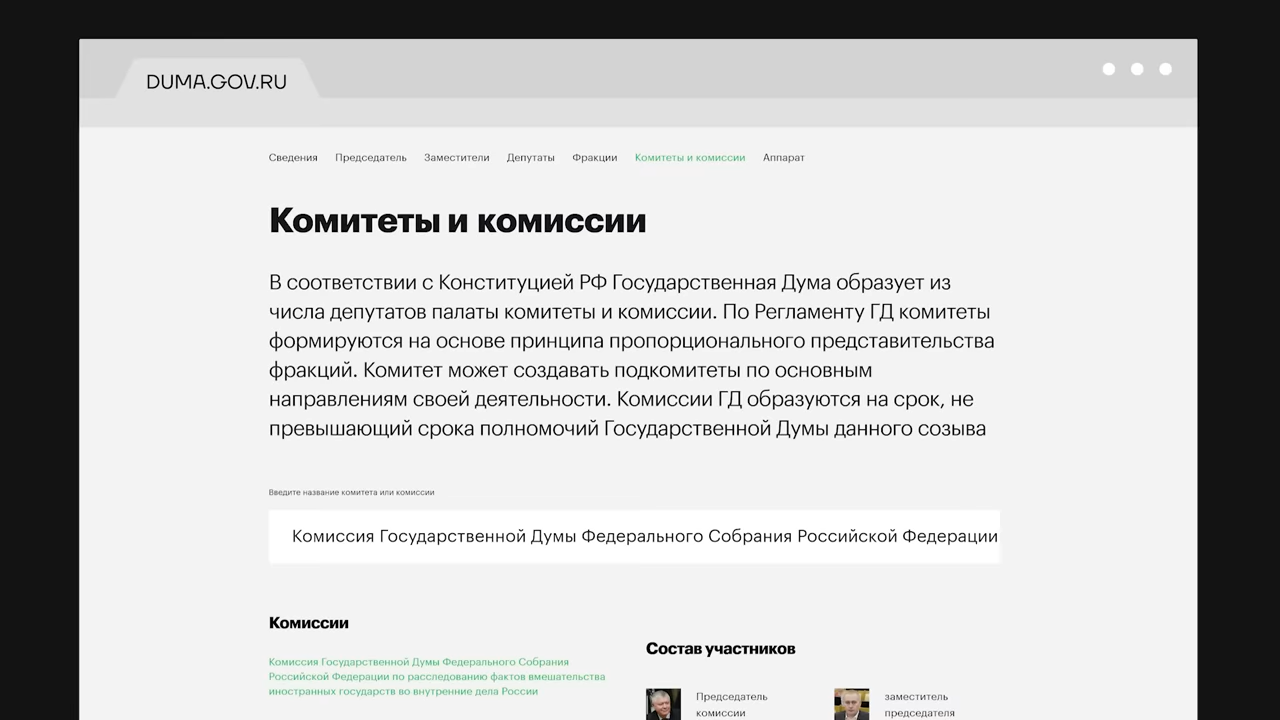 DUMA.GOV.RU
Сведения Председатель Заместители Депутаты Фракции Комитеты и комиссии Аппарат
Комитеты и комиссии
В соответствии с Конституцией РФ Государственная Дума образует из
числа депутатов палаты комитеты и комиссии. По Регламенту ГД комитеты
формируются на основе принципа пропорционального представительства
фракций. Комитет может создавать подкомитеты по основным
направлениям своей деятельности. Комиссии ГД образуются на срок, не
превышающий срока полномочий Государственной Думы данного созыва
Введите название комитета или комиссии
Комиссия Государственной Думы Федерального Собрания Российской Федерации
Комиссии
Комиссия Государственной Думы Федерального Собрания
Российской Федерации по расследованию фактов вмешательства
иностранных государств во внутренние дела России
Состав участников
Председатель
комиссии
заместитель
председателя